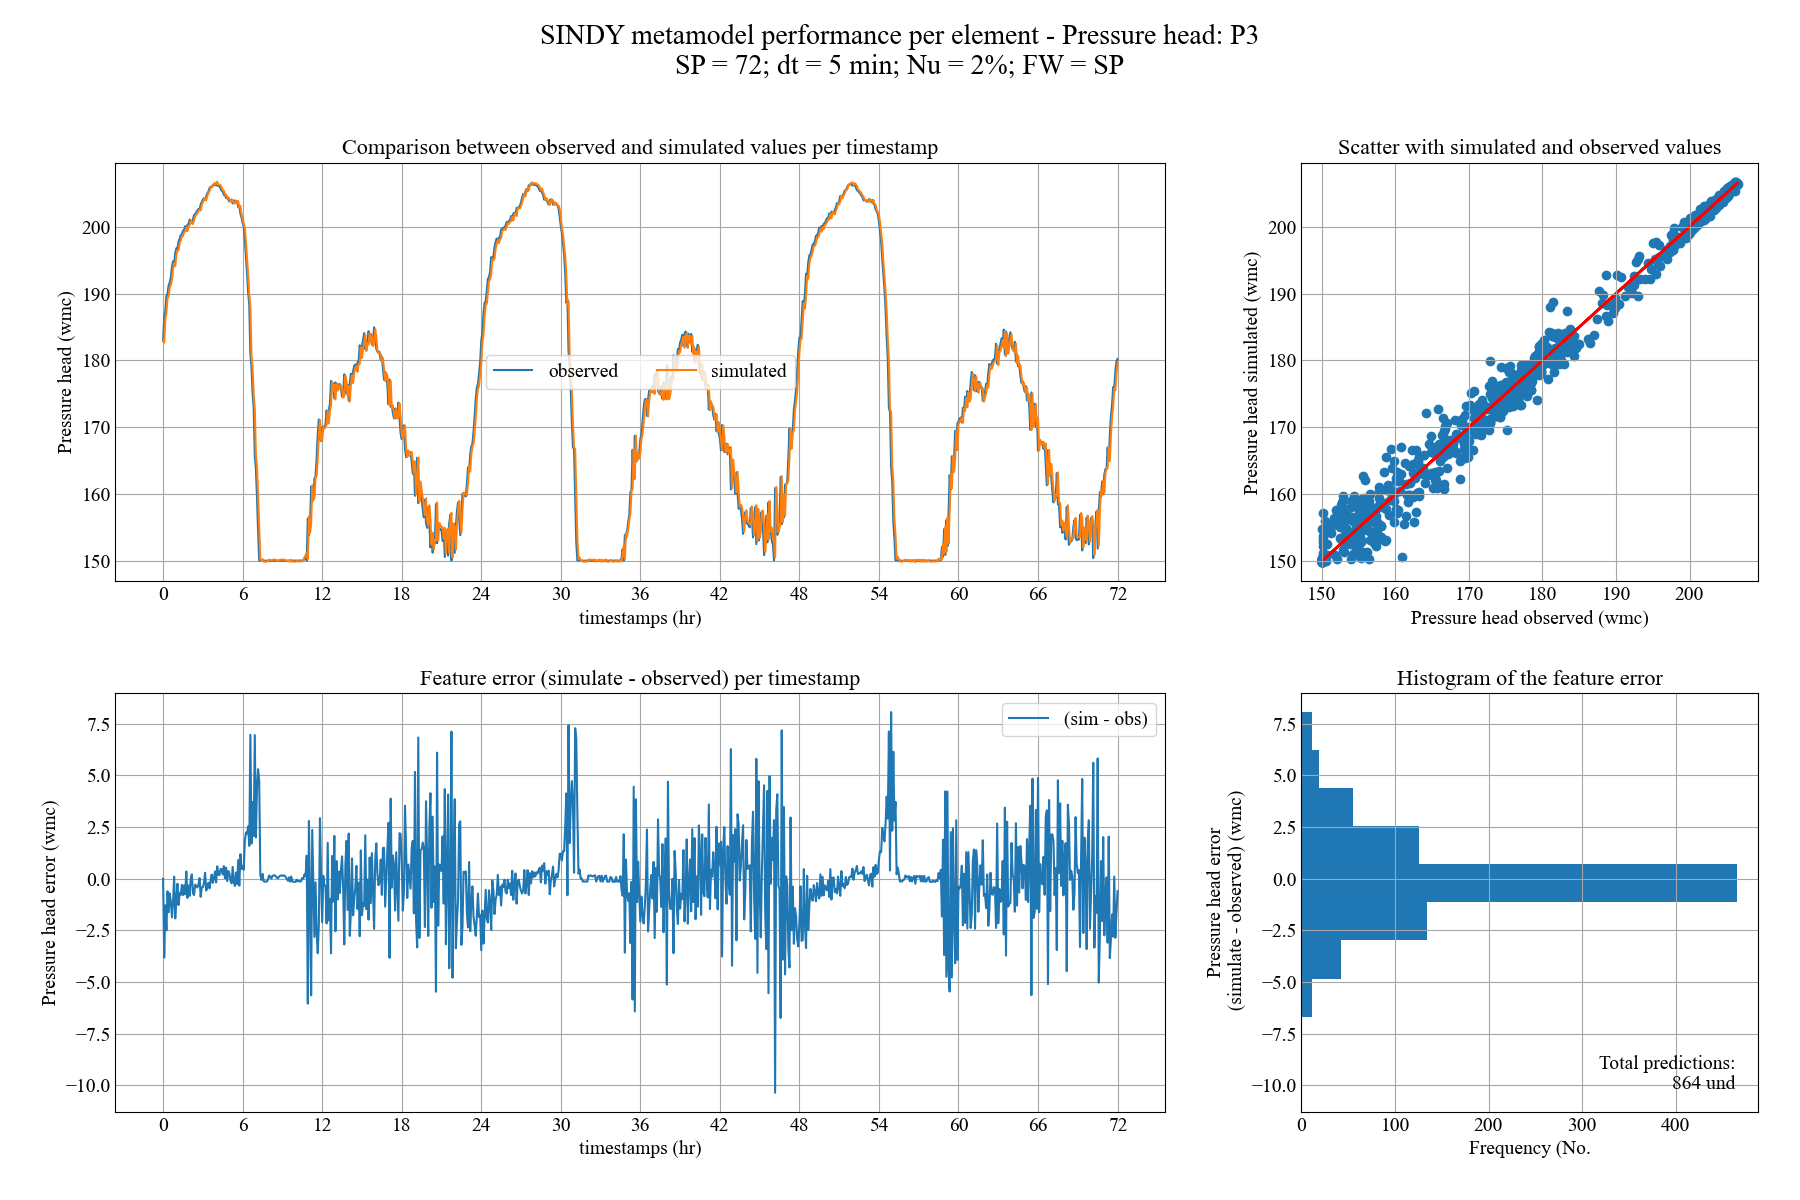 SINDY metamodel performance per element - Pressure head: P3
SP = 72; dt = 5 min; Nu = 2%; FW = SP
Comparison between observed and simulated values per timestamp
Pressure head (wmc)
200
190
180
170
160
150
observed
simulated
0 6 12 18 24 30 36 42 48 54 60 66 72
timestamps (hr)
Scatter with simulated and observed values
Pressure head simulated (wmc)
200
190
180
170
160
150
150 160 170 180 190 200
Pressure head observed (wmc)
Feature error (simulate - observed) per timestamp
Pressure head error (wmc)
7.5
5.0
2.5
0.0
−2.5
−5.0
−7.5
−10.0
(sim - obs)
0 6 12 18 24 30 36 42 48 54 60 66 72
timestamps (hr)
Histogram of the feature error
Pressure head error
(simulate - observed) (wmc)
7.5
5.0
2.5
0.0
−2.5
−5.0
−7.5
−10.0
Total predictions:
864 und
0 100 200 300 400
Frequency (No.